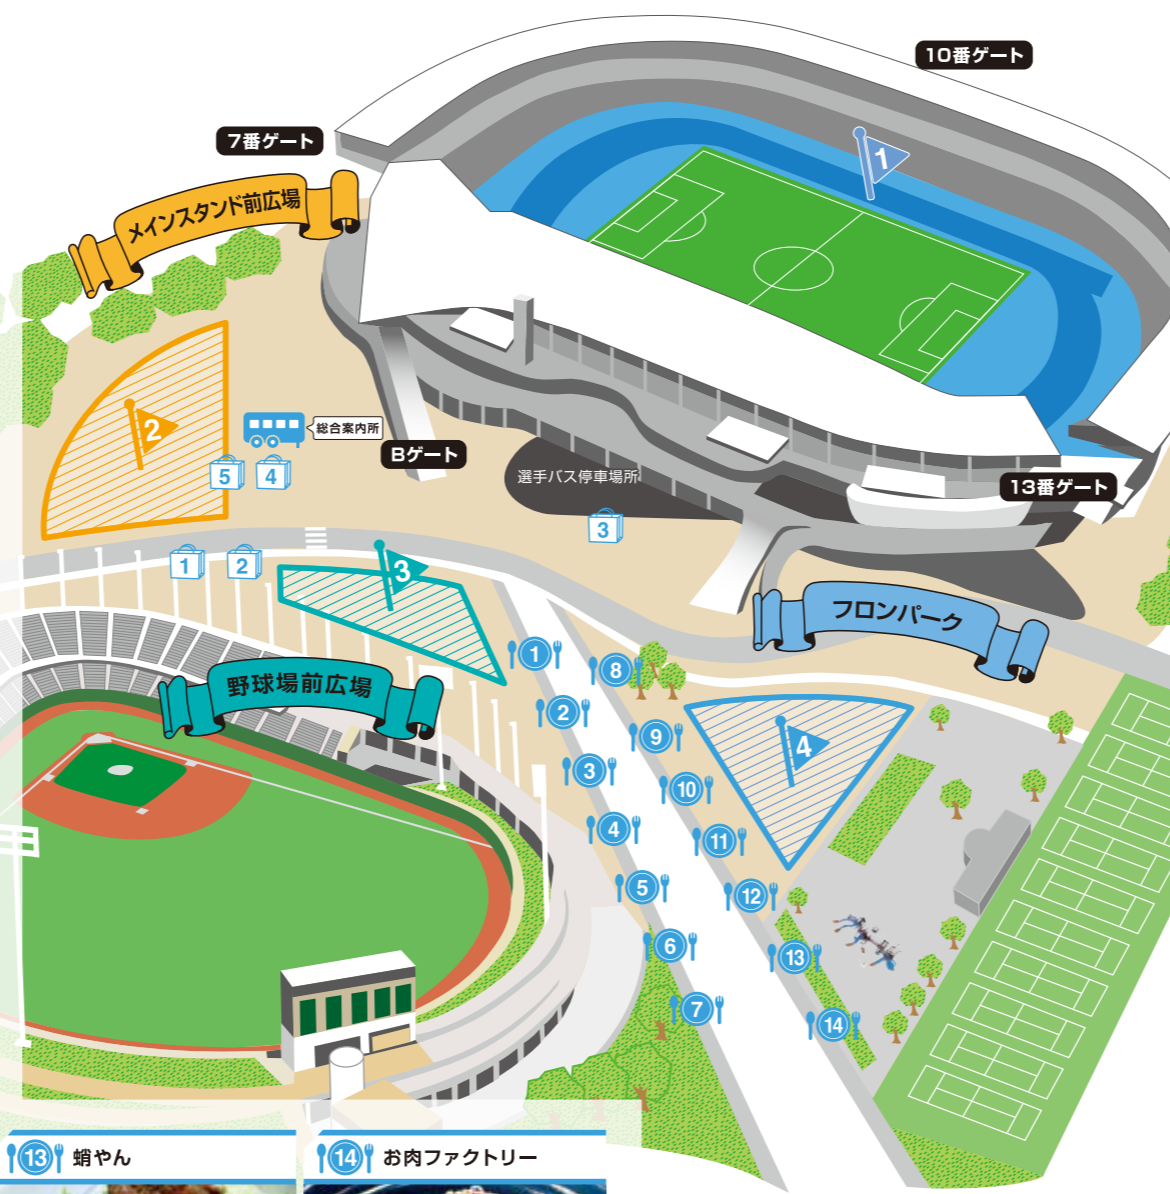 10番ゲート
7番ゲート
1
メインスタンド前広場
2
総合案内所
Bゲート
5
4
選手バス停車場所
13番ゲート
3
1
2
3
フロンパーク
野球場前広場
1
8
2
9
4
3
10
4
11
5
12
6
13
7
14
13 蛸やん
14 お肉ファクトリー